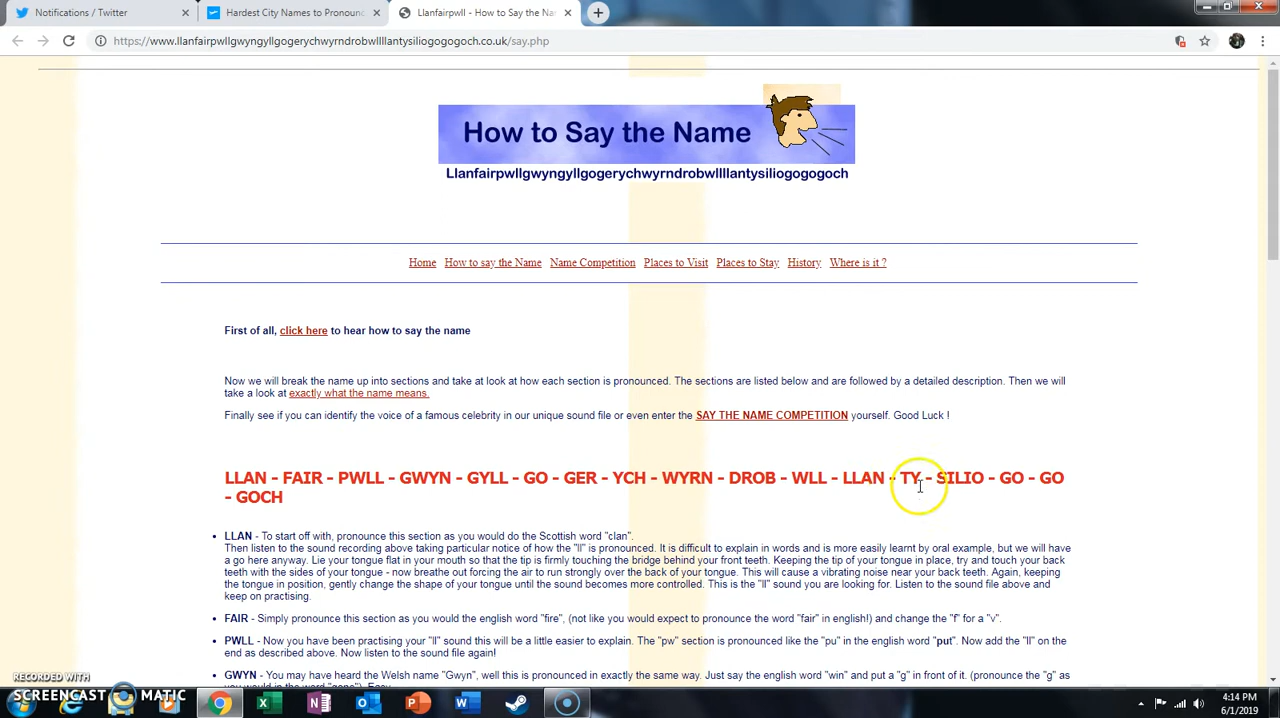 Notifications / Twitter
Hardest City Names to Pronounc
Llanfairpwll - How to Say the Na
https://www.llanfairpwllgwyngyllgogerychwyrndrobwllllantysiliogogogoch.co.uk/say.php
How to Say the Name
Llanfairpwllgwyngyllgogerychwyrndrobwllllantysiliogogogoch
Home How to say the Name Name Competition Places to Visit Places to Stay History Where is it ?
First of all, click here to hear how to say the name
Now we will break the name up into sections and take at look at how each section is pronounced. The sections are listed below and are followed by a detailed description. Then we will
take a look at exactly what the name means.
Finally see if you can identify the voice of a famous celebrity in our unique sound file or even enter the SAY THE NAME COMPETITION yourself. Good Luck !
LLAN - FAIR - PWLL - GWYN - GYLL - GO - GER - YCH - WYRN - DROB - WLL - LLAN - TY - SILIO - GO - GO
- GOCH
LLAN - To start off with, pronounce this section as you would do the Scottish word "clan".
Then listen to the sound recording above taking particular notice of how the "ll" is pronounced. It is difficult to explain in words and is more easily learnt by oral example, but we will have
a go here anyway. Lie your tongue flat in your mouth so that the tip is firmly touching the bridge behind your front teeth. Keeping the tip of your tongue in place, try and touch your back
teeth with the sides of your tongue - now breathe out forcing the air to run strongly over the back of your tongue. This will cause a vibrating noise near your back teeth. Again, keeping
the tongue in position, gently change the shape of your tongue until the sound becomes more controlled. This is the "ll" sound you are looking for. Listen to the sound file above and
keep on practising.
FAIR - Simply pronounce this section as you would the english word "fire", (not like you would expect to pronounce the word "fair" in english!) and change the "f" for a "v".
PWLL - Now you have been practising your "ll" sound this will be a little easier to explain. The "pw" section is pronounced like the pu" in the english word "put". Now add the "ll" on the
end as described above. Now listen to the sound file again!
GWYN - You may have heard the Welsh name "Gwyn", well this is pronounced in exactly the same way. Just say the english word "win" and put a "g" in front of it. (pronounce the "g" as
RECORDED WITH
SCREENCAST MATIC
4:14 PM
6/1/2019